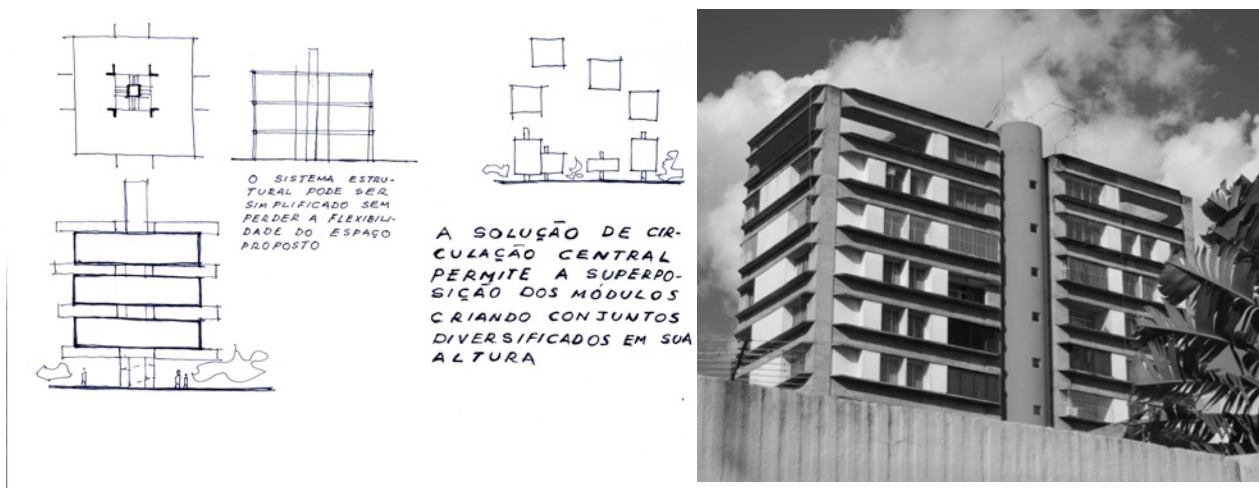 O SISTEMA ESTRU-
TURAL PODE SER
SIMPLIFICADO SEM
PERDER A FLEXIBILI-
DADE DO ESPAÇO
PROPOSTO
A SOLUÇÃO DE CIR-
CULAÇÃO CENTRAL
PERMITE A SUPERPO-
SIÇÃO DOS MÓDULOS
CRIANDO CONJUNTOS
DIVERSIFICADOS EM SUA
ALTURA